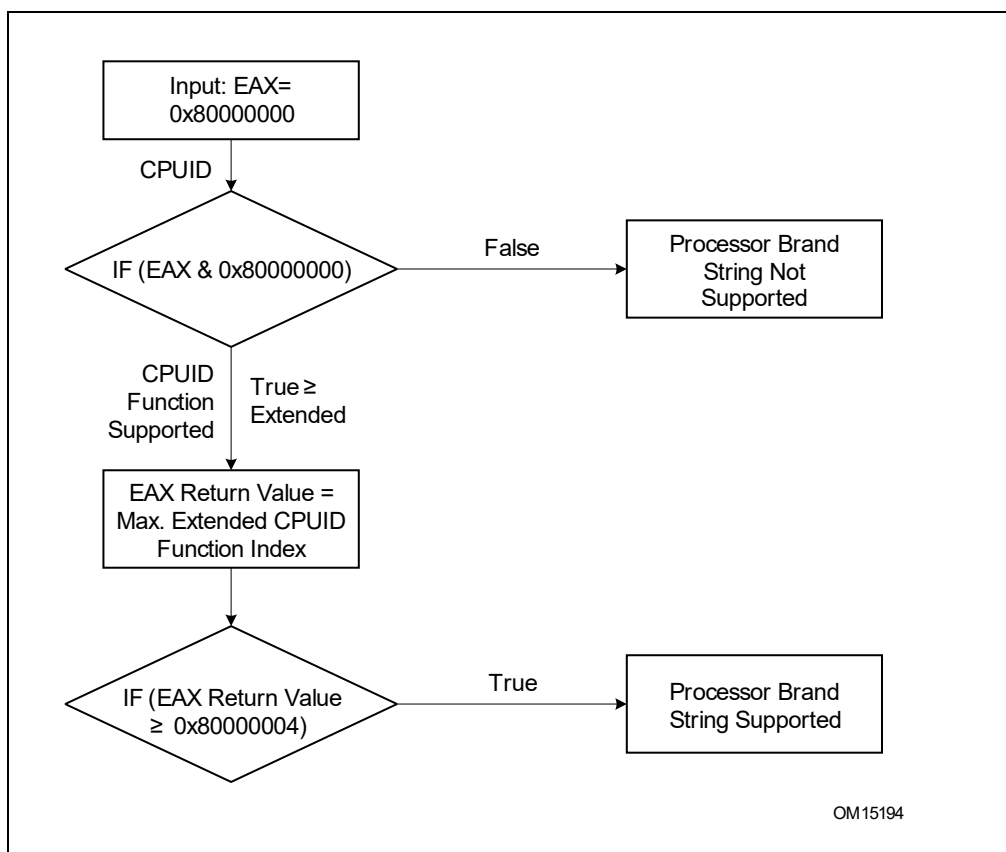 Input: EAX=
0x80000000
CPUID
IF (EAX & 0x80000000)
False
Processor Brand
String Not
Supported
CPUID
Function
Supported
True ≥
Extended
EAX Return Value =
Max. Extended CPUID
Function Index
IF (EAX Return Value
≥ 0x80000004)
True
Processor Brand
String Supported
OM15194